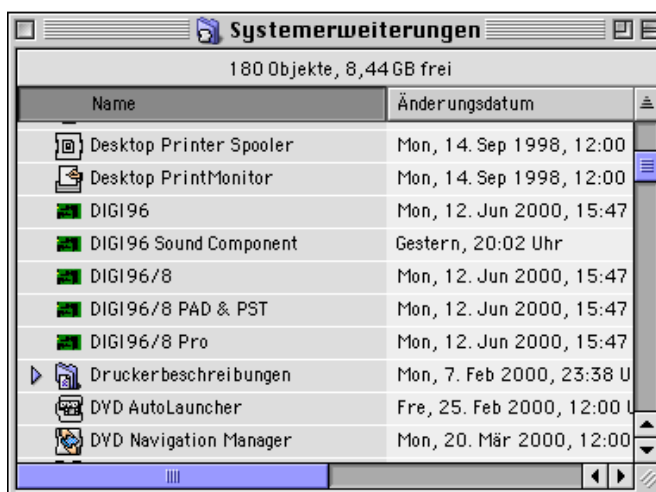 Systemerweiterungen
180 Objekte, 8,44 GB frei
Name Änderungsdatum
Desktop Printer Spooler Mon, 14. Sep 1998, 12:00
Desktop PrintMonitor Mon, 14. Sep 1998, 12:00
DIGI96 Mon, 12. Jun 2000, 15:47
DIGI96 Sound Component Gestern, 20:02 Uhr
DIGI96/8 Mon, 12. Jun 2000, 15:47
DIGI96/8 PAD & PST Mon, 12. Jun 2000, 15:47
DIGI96/8 Pro Mon, 12. Jun 2000, 15:47
Druckerbeschreibungen Mon, 7. Feb 2000, 23:38 U
DVD AutoLauncher Fre, 25. Feb 2000, 12:00 U
DVD Navigation Manager Mon, 20. Mär 2000, 12:00